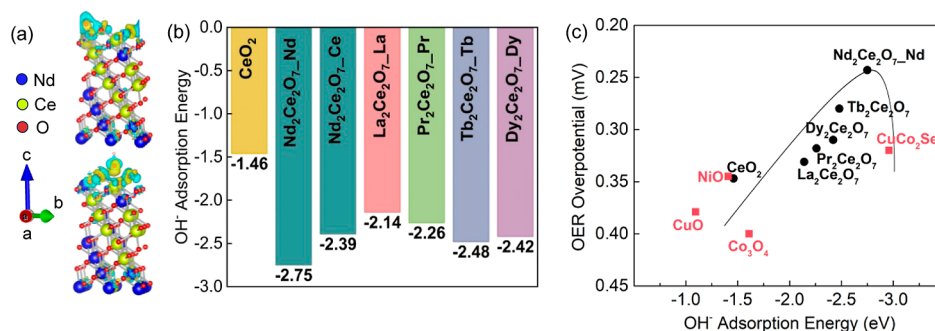 (a)
Nd
Ce
O
c
b
a
(b)
OH⁻ Adsorption Energy
0.0
-0.5
-1.0
-1.5
-2.0
-2.5
-3.0
CeO₂
Nd₂Ce₂O₇_Nd
Nd₂Ce₂O₇_Ce
La₂Ce₂O₇_La
Pr₂Ce₂O₇_Pr
Tb₂Ce₂O₇_Tb
Dy₂Ce₂O₇_Dy
-1.46
-2.75
-2.39
-2.14
-2.26
-2.48
-2.42
(c)
OER Overpotential (mV)
0.20
0.25
0.30
0.35
0.40
0.45
Nd₂Ce₂O₇_Nd
Tb₂Ce₂O₇
Dy₂Ce₂O₇
CuCo₂Se
Pr₂Ce₂O₇
La₂Ce₂O₇
NiO
CeO₂
CuO
Co₃O₄
-1.0 -1.5 -2.0 -2.5 -3.0
OH⁻ Adsorption Energy (eV)